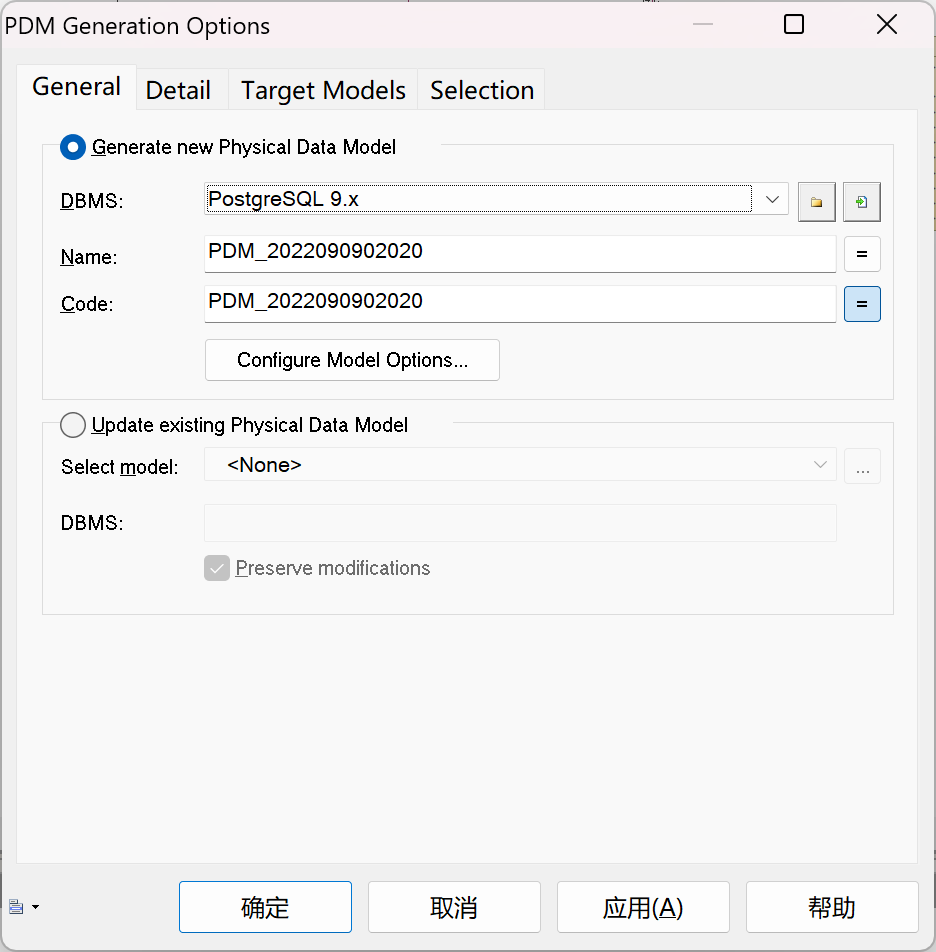 PDM Generation Options
General Detail Target Models Selection
Generate new Physical Data Model
DBMS: PostgreSQL 9.x
Name: PDM_2022090902020 =
Code: PDM_2022090902020 =
Configure Model Options...
Update existing Physical Data Model
Select model: <None> ...
DBMS:
Preserve modifications
确定 取消 应用(A) 帮助